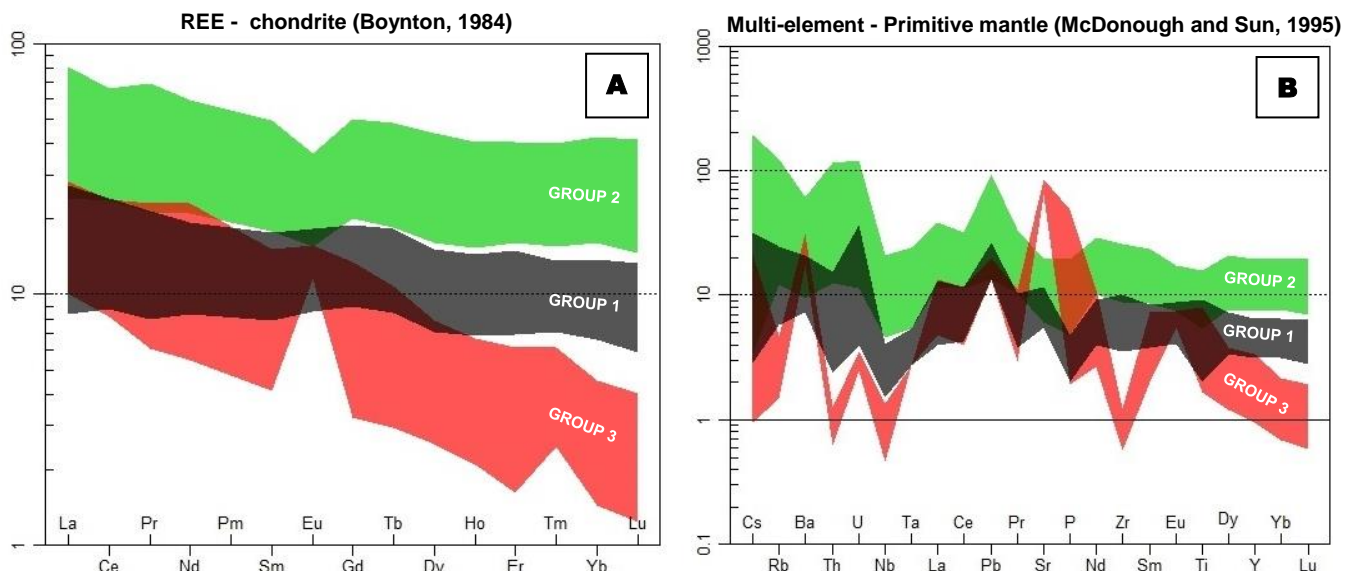 REE - chondrite (Boynton, 1984)
100
10
1
A
GROUP 2
GROUP 1
GROUP 3
La Pr Pm Eu Tb Ho Tm Lu
Ce Nd Sm Gd Dy Er Yb
Multi-element - Primitive mantle (McDonough and Sun, 1995)
1000
100
10
1
0.1
B
GROUP 2
GROUP 1
GROUP 3
Cs Ba U Ta Ce Pr P Zr Eu Dy Yb
Rb Th Nb La Pb Sr Nd Sm Ti Y Lu